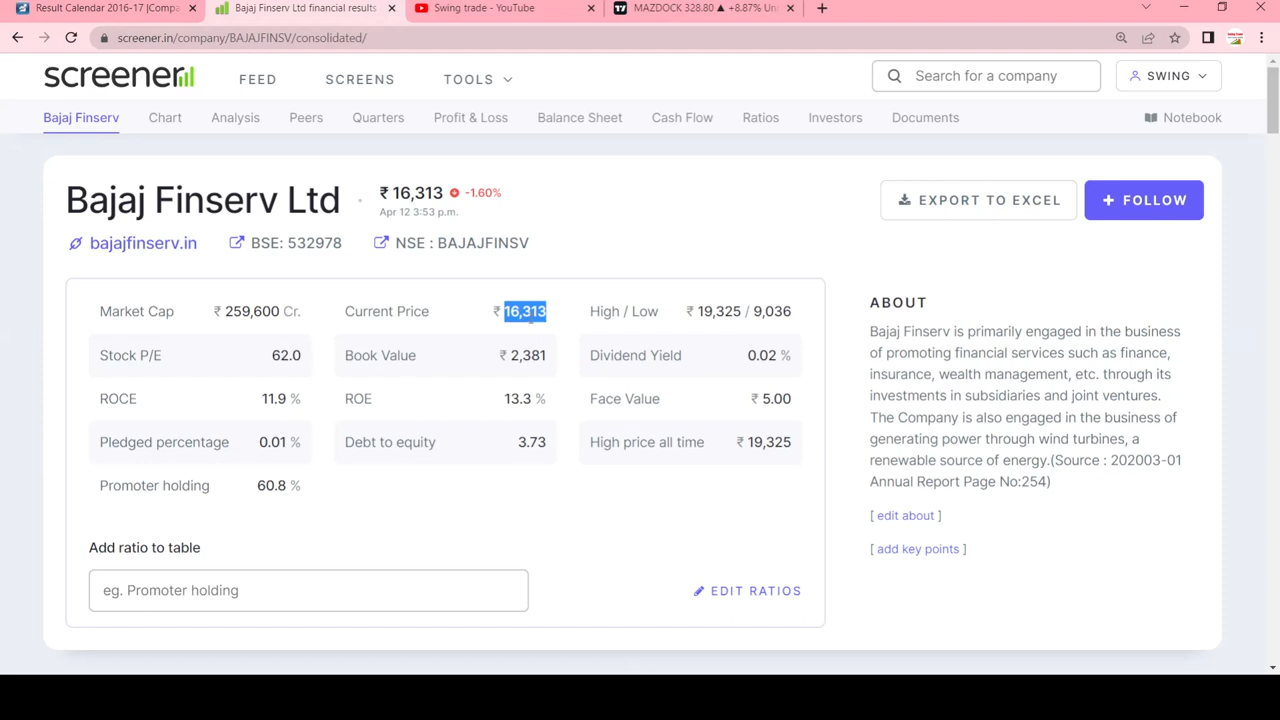 Result Calendar 2016-17 |Compa
Bajaj Finserv Ltd financial results
Swing trade - YouTube
MAZDOCK 328.80 ▲ +8.87% Un
screener.in/company/BAJAJFINSV/consolidated/
screener
FEED
SCREENS
TOOLS
Search for a company
SWING
Bajaj Finserv
Chart
Analysis
Peers
Quarters
Profit & Loss
Balance Sheet
Cash Flow
Ratios
Investors
Documents
Notebook
Bajaj Finserv Ltd
₹ 16,313 -1.60%
Apr 12 3:53 p.m.
EXPORT TO EXCEL
+ FOLLOW
bajajfinserv.in
BSE: 532978
NSE : BAJAJFINSV
Market Cap ₹ 259,600 Cr.
Current Price ₹ 16,313
High / Low ₹ 19,325 / 9,036
Stock P/E 62.0
Book Value ₹ 2,381
Dividend Yield 0.02 %
ROCE 11.9 %
ROE 13.3 %
Face Value ₹ 5.00
Pledged percentage 0.01 %
Debt to equity 3.73
High price all time ₹ 19,325
Promoter holding 60.8 %
Add ratio to table
eg. Promoter holding
EDIT RATIOS
ABOUT
Bajaj Finserv is primarily engaged in the business
of promoting financial services such as finance,
insurance, wealth management, etc. through its
investments in subsidiaries and joint ventures.
The Company is also engaged in the business of
generating power through wind turbines, a
renewable source of energy.(Source : 202003-01
Annual Report Page No:254)
[ edit about ]
[ add key points ]